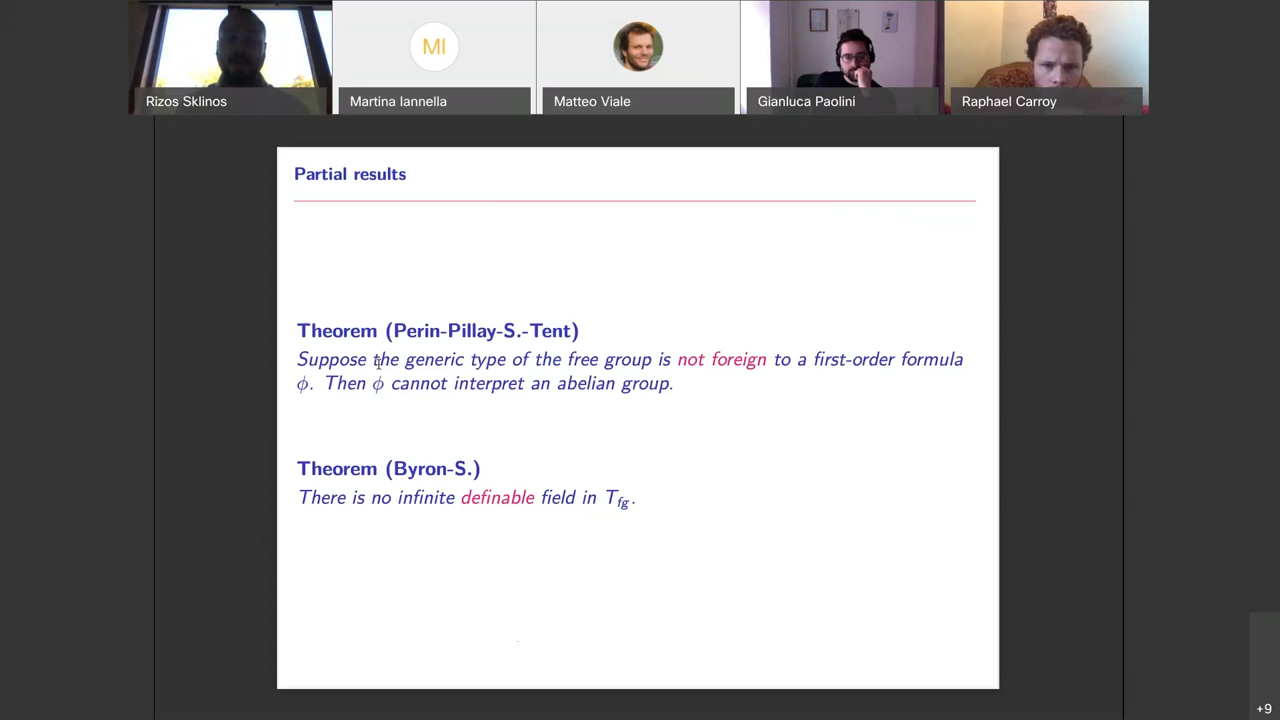 MI
Rizos Sklinos
Martina Iannella
Matteo Viale
Gianluca Paolini
Raphael Carroy
Partial results
Theorem (Perin-Pillay-S.-Tent)
Suppose the generic type of the free group is not foreign to a first-order formula
ϕ. Then ϕ cannot interpret an abelian group.
Theorem (Byron-S.)
There is no infinite definable field in T_fg.
+9